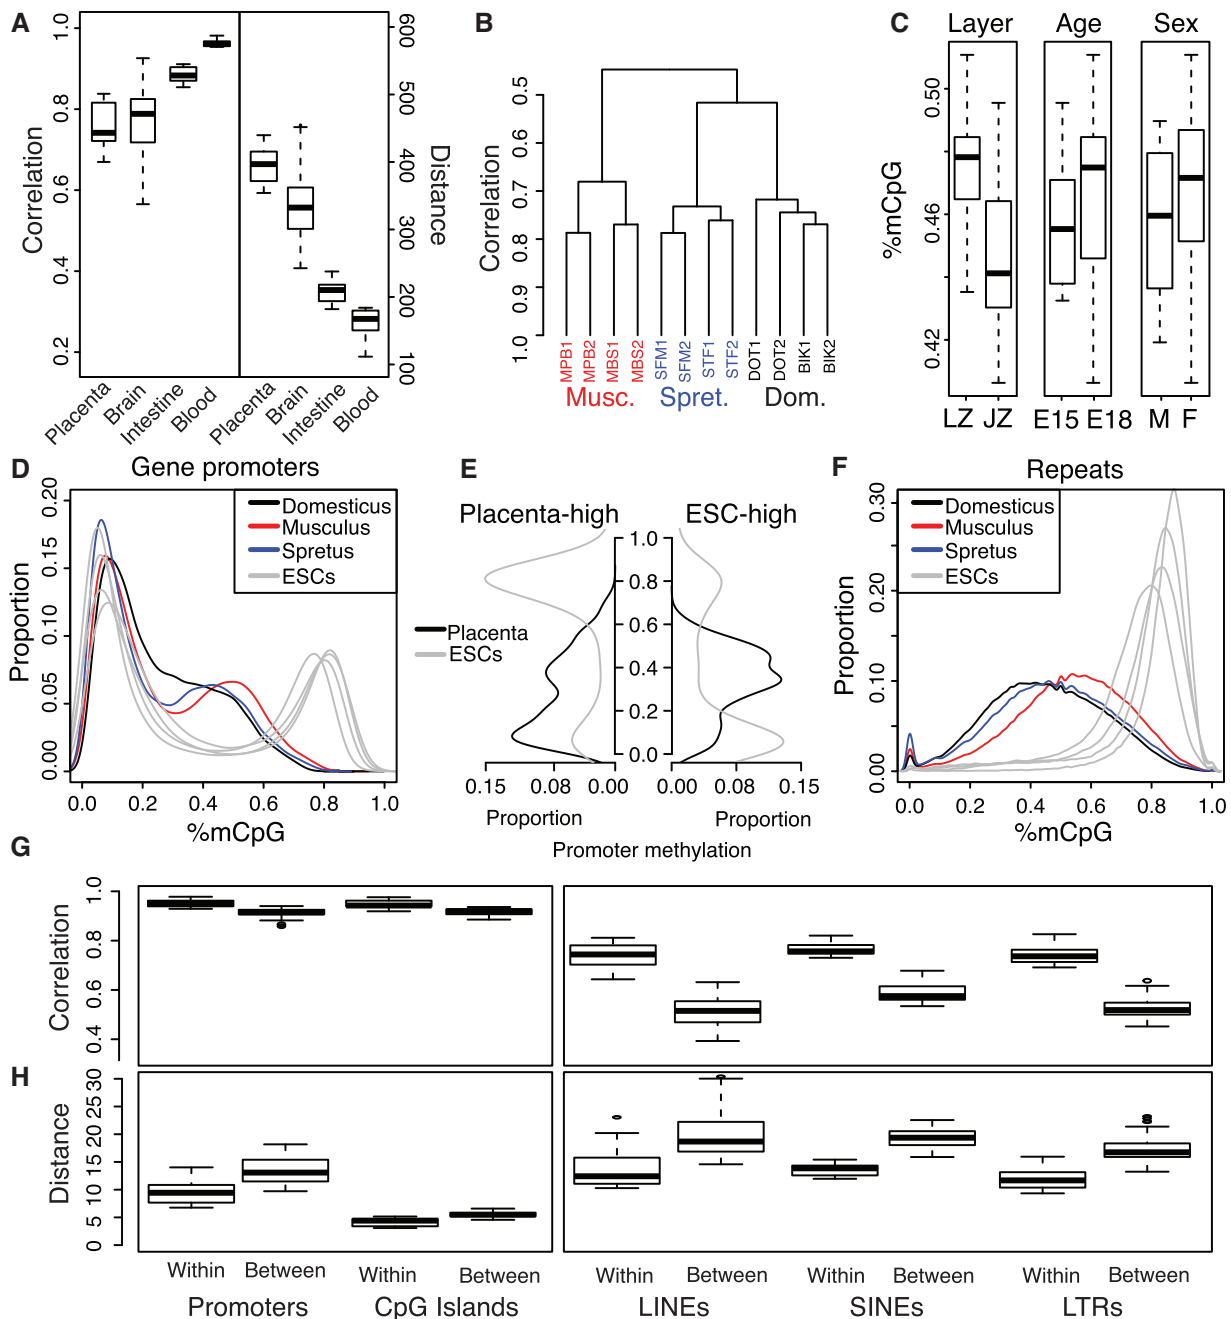 A
Correlation
1.0
0.8
0.6
0.4
0.2
600
500
400
300
200
100
Distance
Placenta
Brain
Intestine
Blood
Placenta
Brain
Intestine
Blood
B
Correlation
0.5
0.6
0.7
0.8
0.9
1.0
MPB1
MPB2
MBS1
MBS2
SFM1
SFM2
STF1
STF2
DOT1
DOT2
BIK1
BIK2
Musc. Spret. Dom.
C
Layer Age Sex
%mCpG
0.50
0.46
0.42
LZ JZ E15 E18 M F
D
Gene promoters
Proportion
0.20
0.15
0.10
0.05
0.00
Domesticus
Musculus
Spretus
ESCs
0.0 0.2 0.4 0.6 0.8 1.0
%mCpG
E
Placenta-high ESC-high
Placenta
ESCs
1.0
0.8
0.6
0.4
0.2
0.0
0.15 0.08 0.00 0.00 0.08 0.15
Proportion Proportion
Promoter methylation
F
Repeats
Proportion
0.30
0.20
0.10
0.00
Domesticus
Musculus
Spretus
ESCs
0.0 0.2 0.4 0.6 0.8 1.0
%mCpG
G
Correlation
1.0
0.8
0.6
0.4
H
Distance
30
25
20
15
10
5
0
Within Between Within Between Within Between Within Between Within Between
Promoters CpG Islands LINEs SINEs LTRs